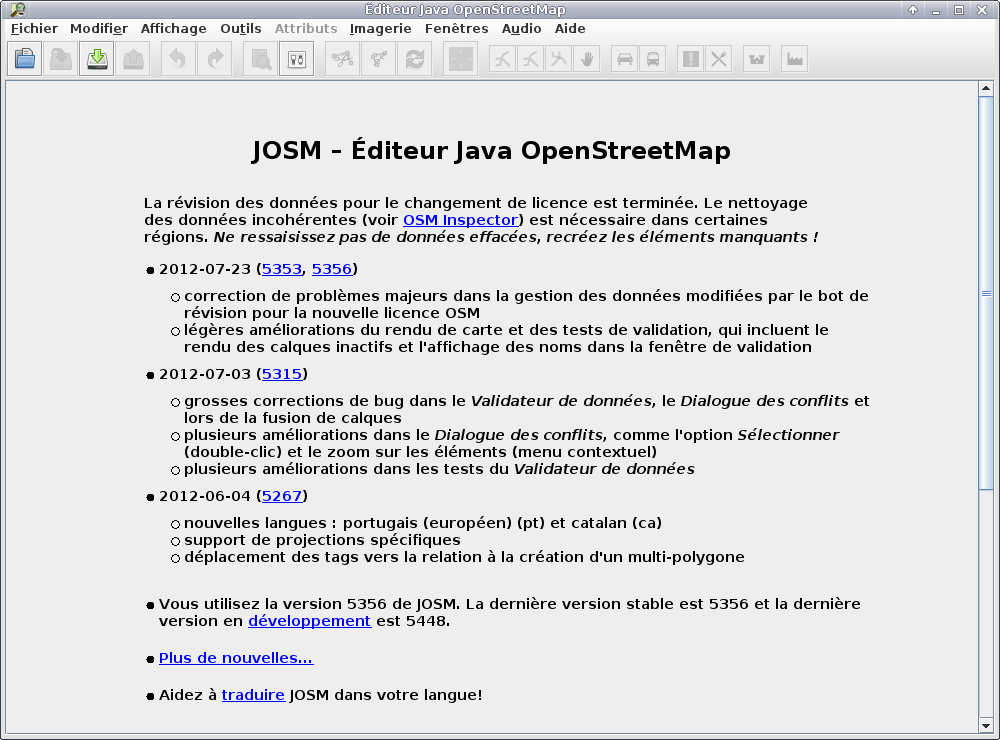 Éditeur Java OpenStreetMap
Fichier Modifier Affichage Outils Attributs Imagerie Fenêtres Audio Aide
JOSM – Éditeur Java OpenStreetMap
La révision des données pour le changement de licence est terminée. Le nettoyage
des données incohérentes (voir OSM Inspector) est nécessaire dans certaines
régions. Ne ressaisissez pas de données effacées, recréez les éléments manquants !
2012-07-23 (5353, 5356)
correction de problèmes majeurs dans la gestion des données modifiées par le bot de
révision pour la nouvelle licence OSM
légères améliorations du rendu de carte et des tests de validation, qui incluent le
rendu des calques inactifs et l'affichage des noms dans la fenêtre de validation
2012-07-03 (5315)
grosses corrections de bug dans le Validateur de données, le Dialogue des conflits et
lors de la fusion de calques
plusieurs améliorations dans le Dialogue des conflits, comme l'option Sélectionner
(double-clic) et le zoom sur les éléments (menu contextuel)
plusieurs améliorations dans les tests du Validateur de données
2012-06-04 (5267)
nouvelles langues : portugais (européen) (pt) et catalan (ca)
support de projections spécifiques
déplacement des tags vers la relation à la création d'un multi-polygone
Vous utilisez la version 5356 de JOSM. La dernière version stable est 5356 et la dernière
version en développement est 5448.
Plus de nouvelles...
Aidez à traduire JOSM dans votre langue!